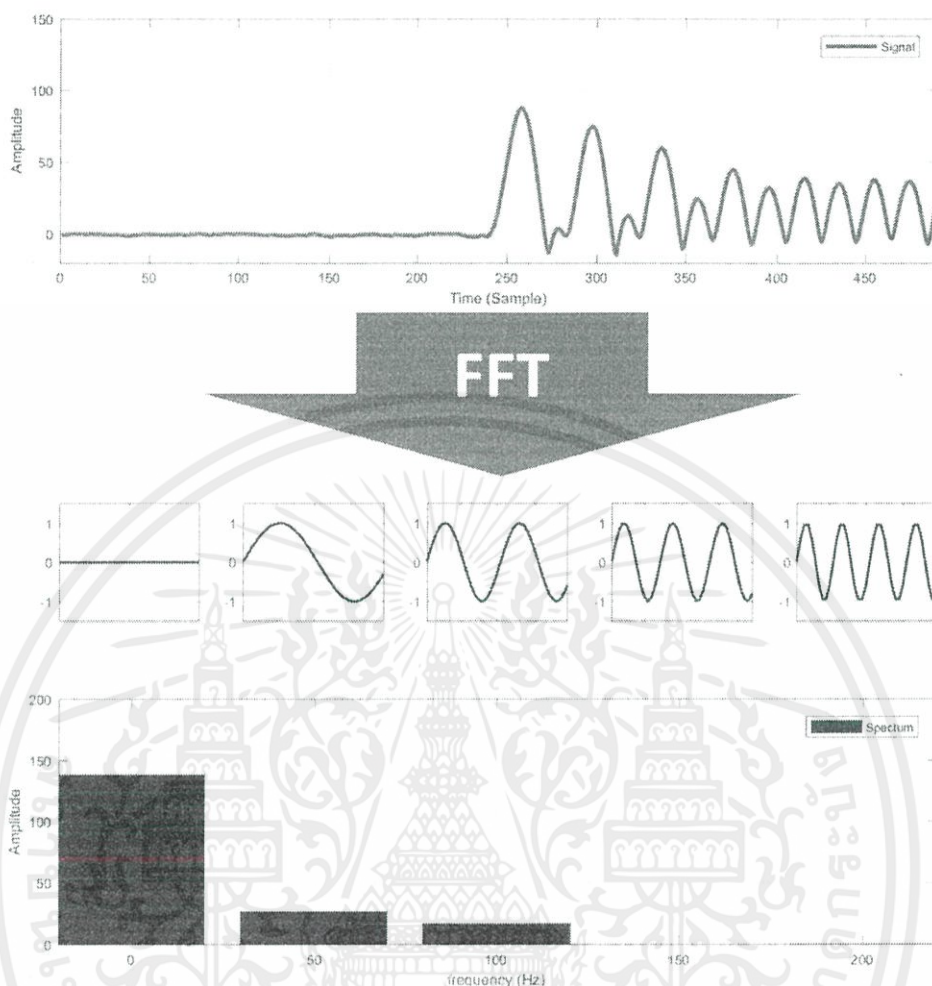 150
Signal
100
Amplitude
50
0
0 50 100 150 200 250 300 350 400 450
Time (Sample)
FFT
1 1 1 1 1
0 0 0 0 0
-1 -1 -1 -1 -1
200
Spectum
150
Amplitude
100
50
0
0 50 100 150 200
frequency (Hz)